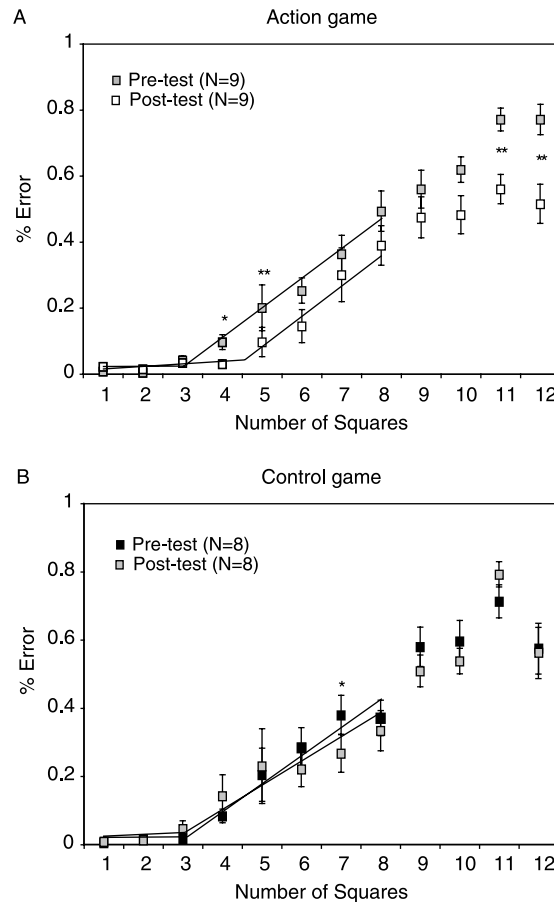 A
Action game
1
0.8
0.6
0.4
0.2
0
% Error
Pre-test (N=9)
Post-test (N=9)
*
**
**
**
1 2 3 4 5 6 7 8 9 10 11 12
Number of Squares
B
Control game
1
0.8
0.6
0.4
0.2
0
% Error
Pre-test (N=8)
Post-test (N=8)
*
1 2 3 4 5 6 7 8 9 10 11 12
Number of Squares